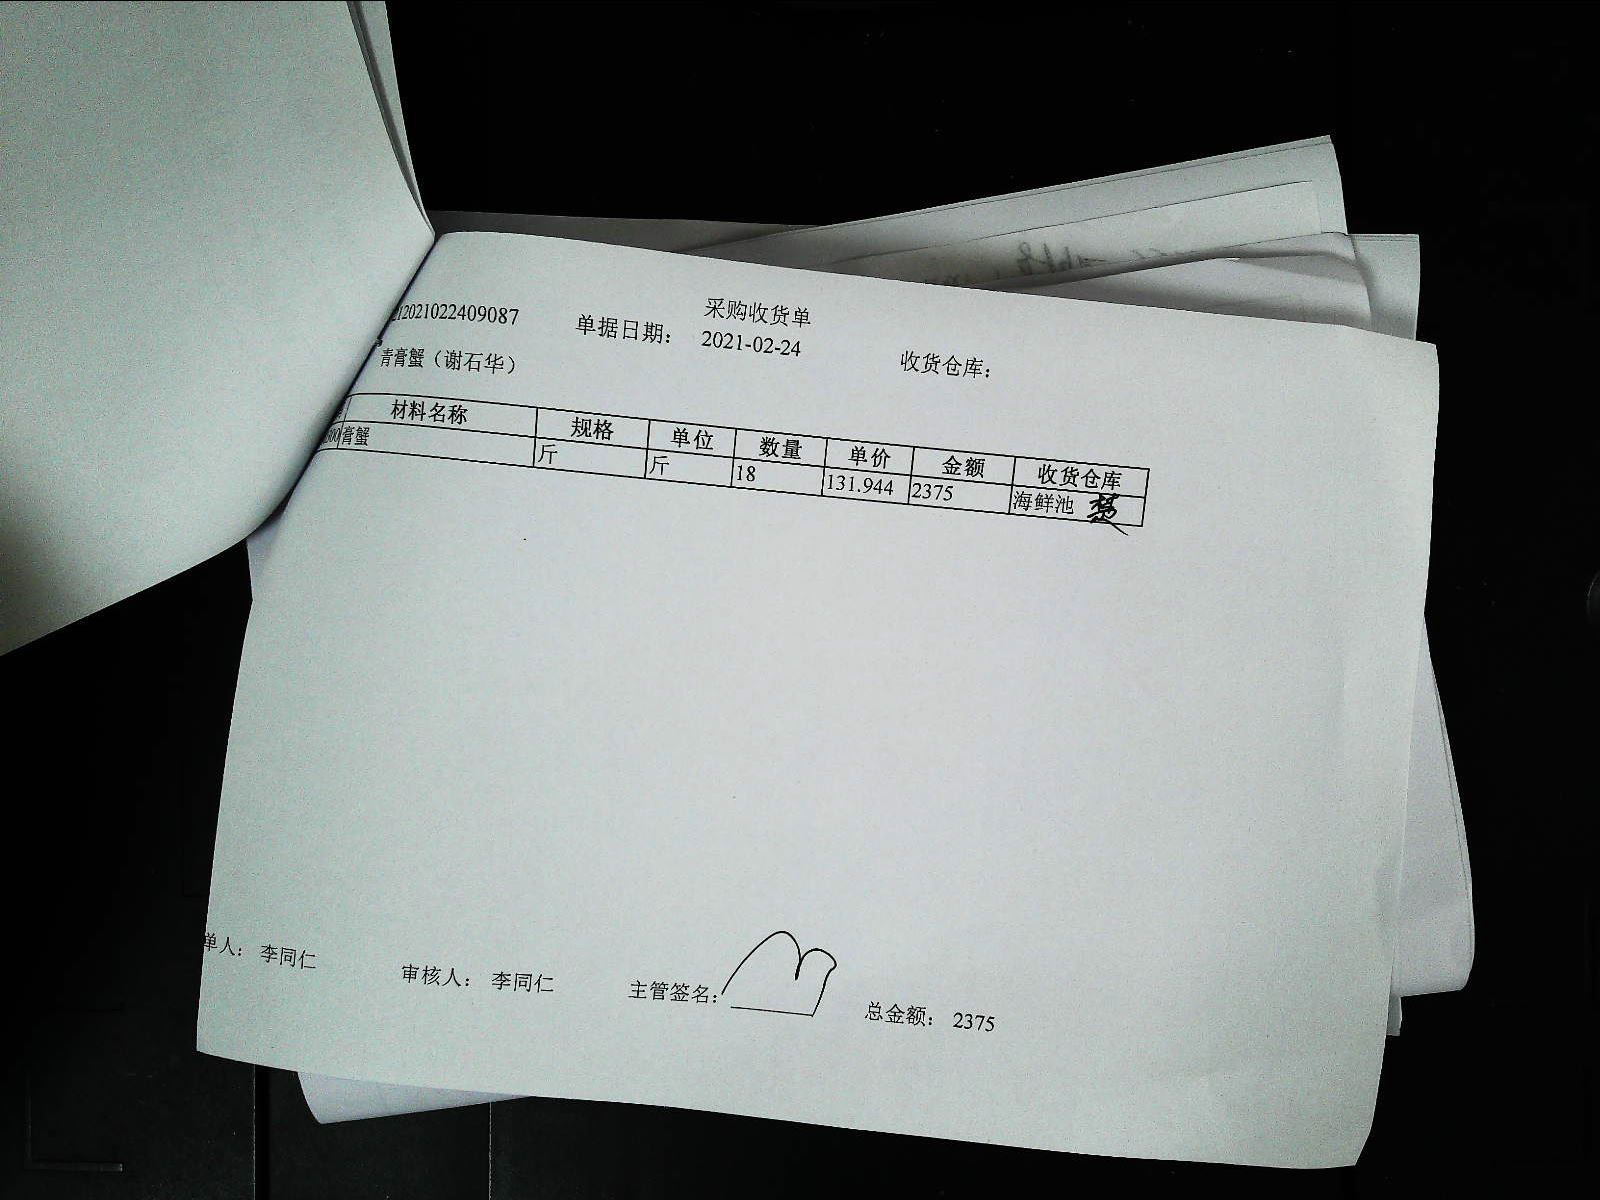 采购收货单
2021022409087 单据日期： 2021-02-24 收货仓库：
青膏蟹（谢石华）
材料名称 规格 单位 数量 单价 金额 收货仓库
膏蟹 斤 斤 18 131.944 2375 海鲜池
单人： 李同仁 审核人： 李同仁 主管签名： 总金额： 2375